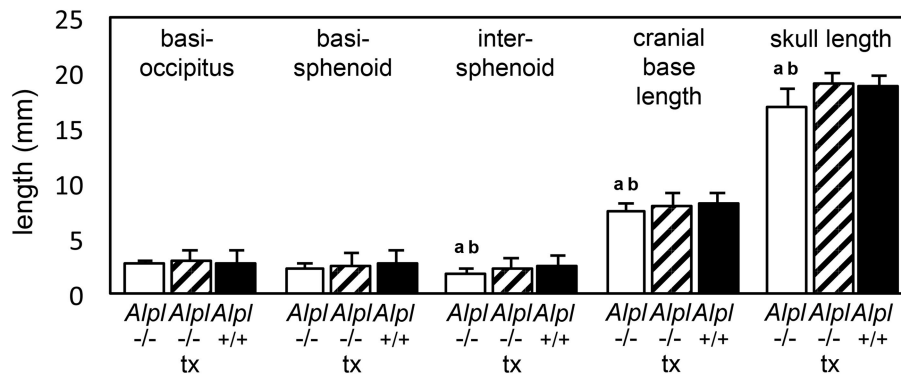 25
20
15
10
5
0
length (mm)
basi-
occipitus
basi-
sphenoid
inter-
sphenoid
cranial
base
length
skull length
a b
a b
a b
Alpl Alpl Alpl Alpl Alpl Alpl Alpl Alpl Alpl Alpl Alpl Alpl Alpl Alpl Alpl
-/- -/- +/+ -/- -/- +/+ -/- -/- +/+ -/- -/- +/+ -/- -/- +/+
tx tx tx tx tx